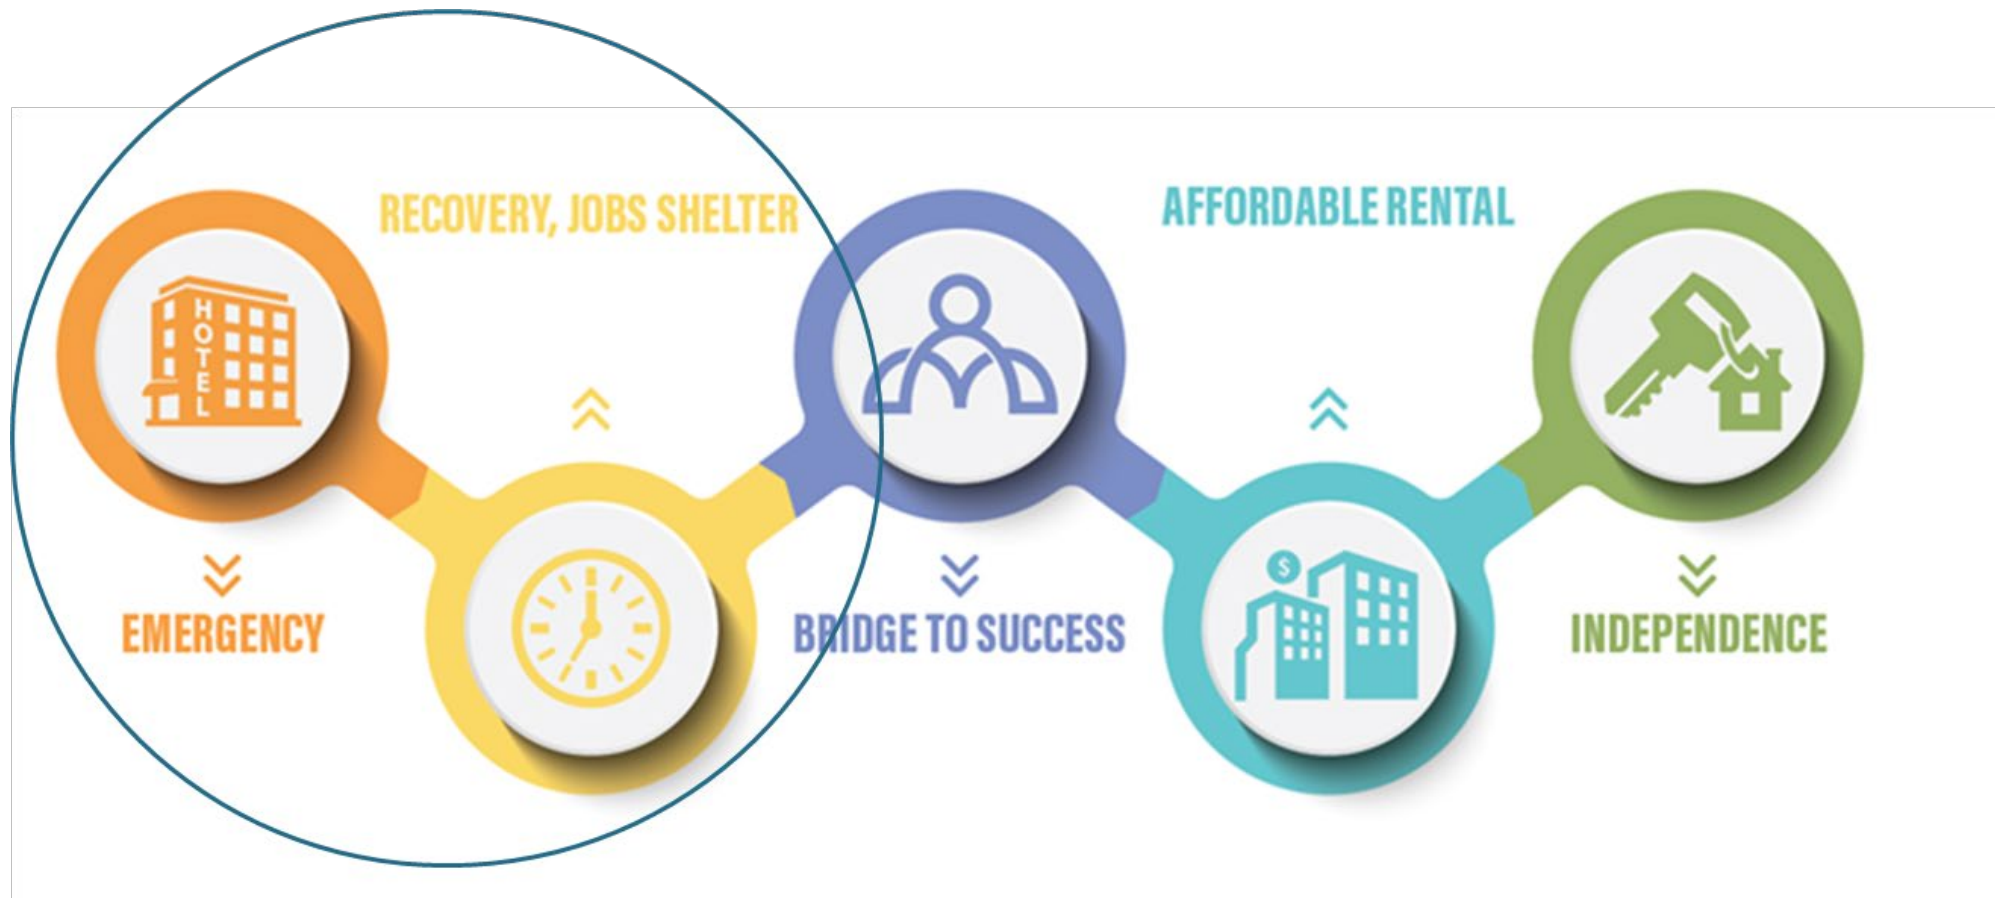 RECOVERY, JOBS SHELTER
AFFORDABLE RENTAL
HOTEL
$
EMERGENCY
BRIDGE TO SUCCESS
INDEPENDENCE